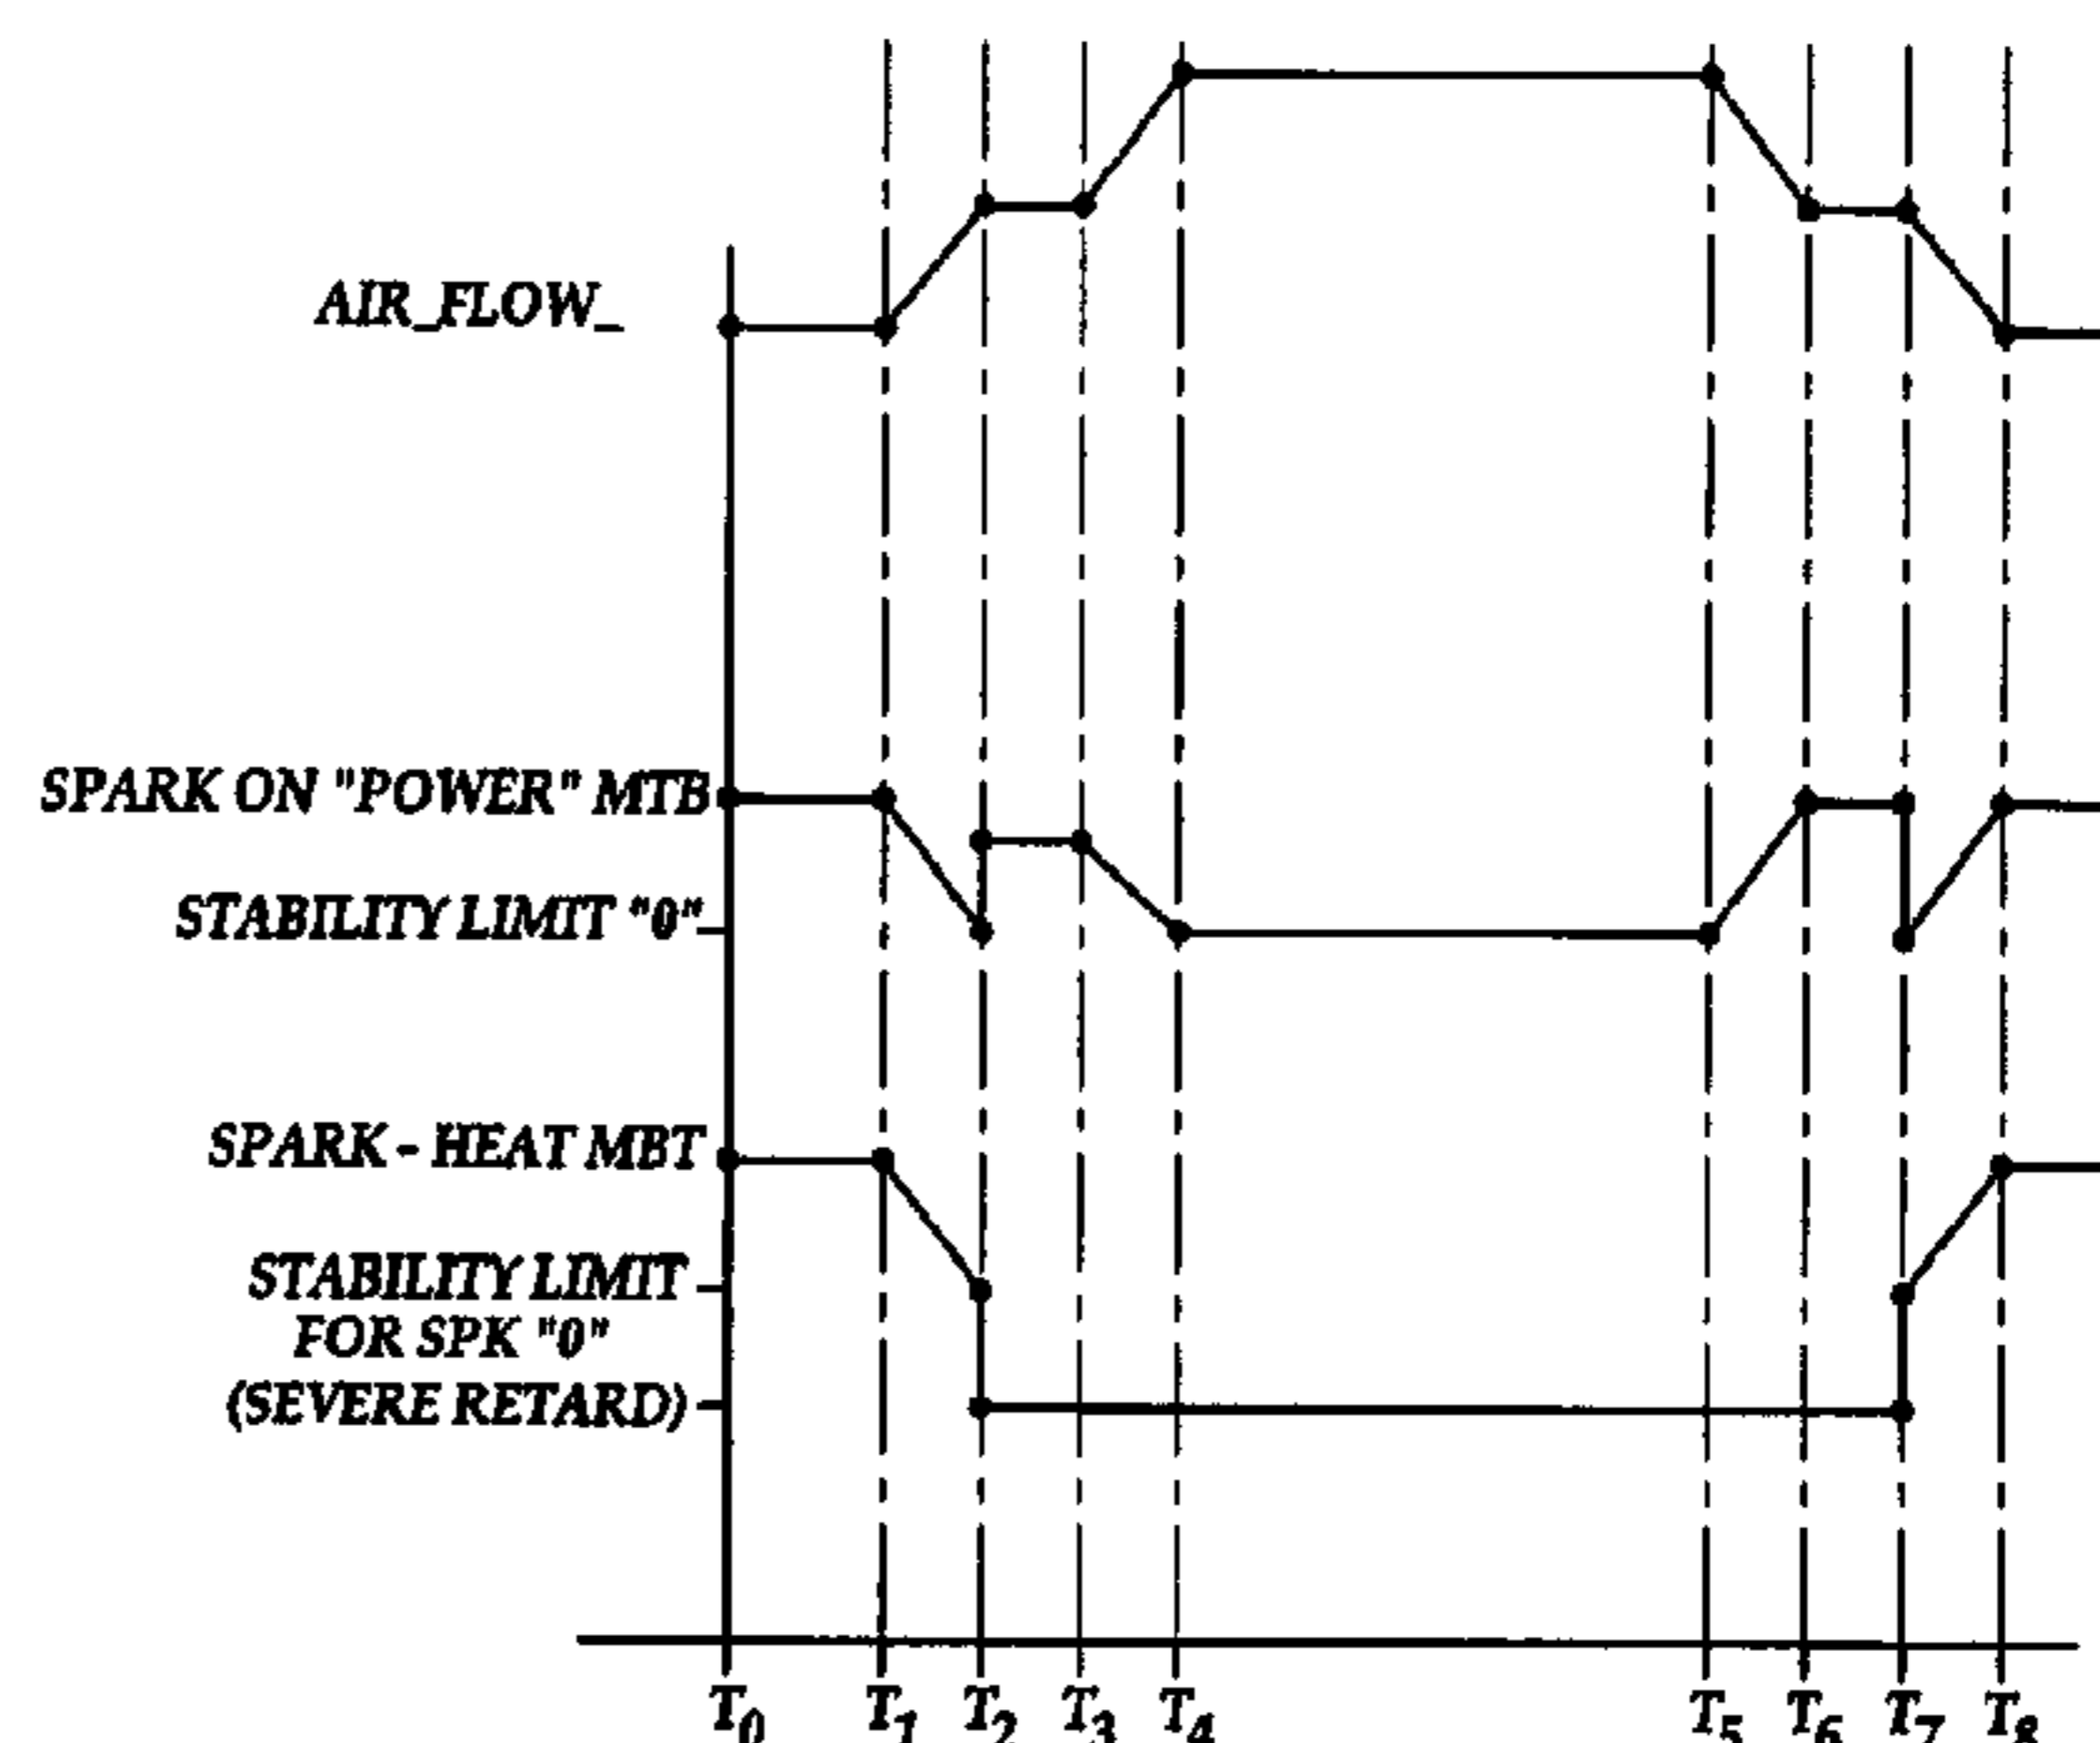 AIR_FLOW_
SPARK ON "POWER" MTB
STABILITY LIMIT "0"
SPARK - HEAT MBT
STABILITY LIMIT
FOR SPK "0"
(SEVERE RETARD)
T0 T1 T2 T3 T4 T5 T6 T7 T8